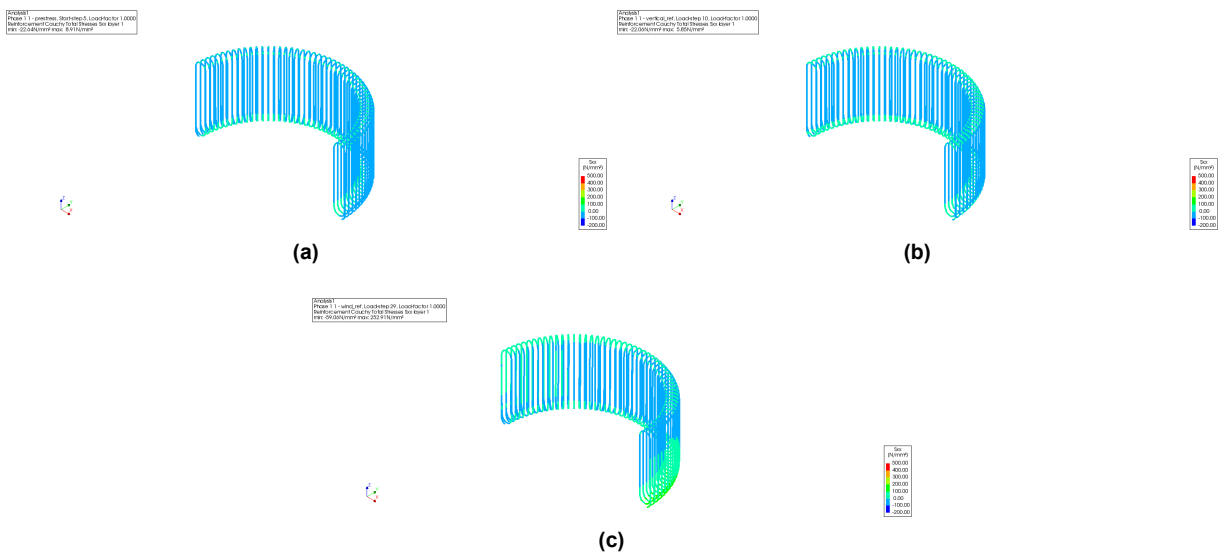 Analysis1
Phase 1 1 - prestress, Start-step 5, Load-factor 1.0000
Reinforcement Cauchy Total Stresses Sxx layer 1
min: -22.64N/mm² max: 8.91N/mm²
Sxx
(N/mm²)
500.00
400.00
300.00
200.00
100.00
0.00
-100.00
-200.00
Z
Y
X
(a)
Analysis1
Phase 1 1 - vertical_ref, Load-step 10, Load-factor 1.0000
Reinforcement Cauchy Total Stresses Sxx layer 1
min: -22.06N/mm² max: 5.85N/mm²
Sxx
(N/mm²)
500.00
400.00
300.00
200.00
100.00
0.00
-100.00
-200.00
Z
Y
X
(b)
Analysis1
Phase 1 1 - wind_ref, Load-step 29, Load-factor 1.0000
Reinforcement Cauchy Total Stresses Sxx layer 1
min: -59.06N/mm² max: 252.91N/mm²
Sxx
(N/mm²)
500.00
400.00
300.00
200.00
100.00
0.00
-100.00
-200.00
Z
Y
X
(c)